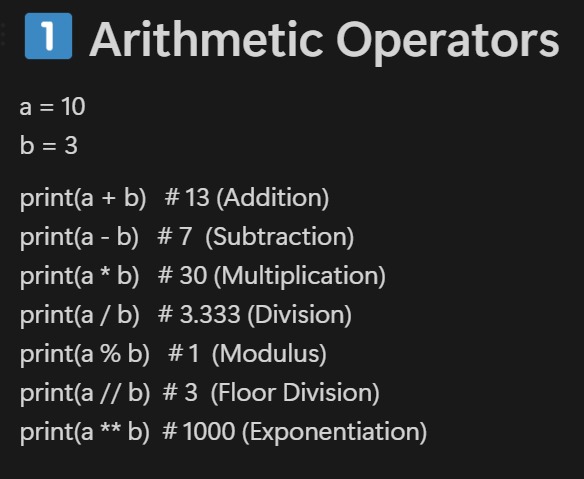 1 Arithmetic Operators
a = 10
b = 3
print(a + b) # 13 (Addition)
print(a - b) # 7 (Subtraction)
print(a * b) # 30 (Multiplication)
print(a / b) # 3.333 (Division)
print(a % b) # 1 (Modulus)
print(a // b) # 3 (Floor Division)
print(a ** b) # 1000 (Exponentiation)